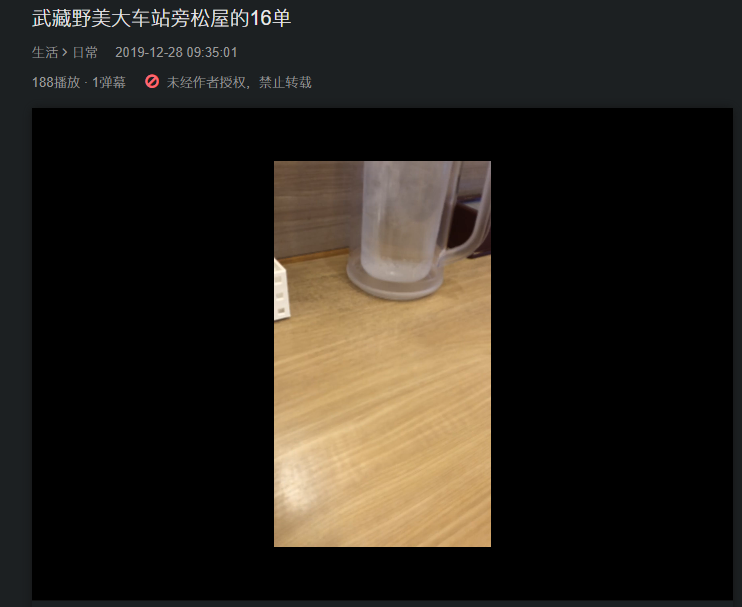 武藏野美大车站旁松屋的16单
生活 > 日常 2019-12-28 09:35:01
188播放 · 1弹幕 未经作者授权，禁止转载